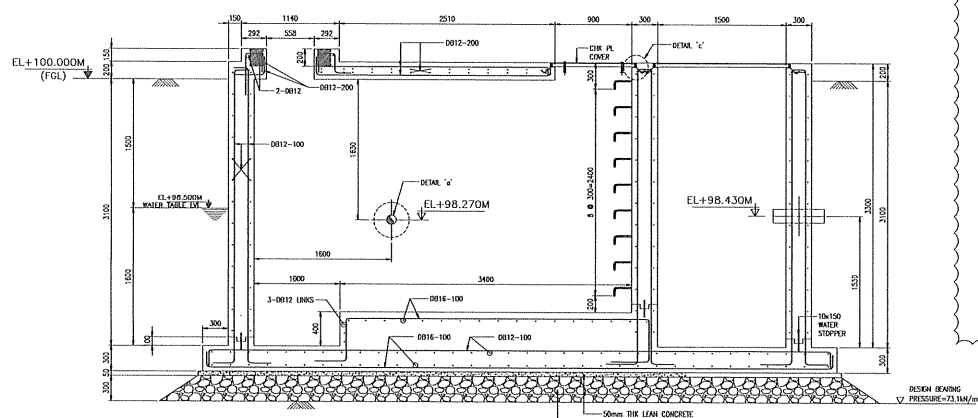 150
1140
2510
900
300
1500
300
292
558
292
DB12-200
CHK PL
COVER
DETAIL 'c'
EL+100.000M
(FGL)
150
200
200
300
200
2-DB12
DB12-200
DB12-100
1500
1630
8 @ 300=2400
DETAIL 'a'
EL+98.500M
WATER TABLE LVL
EL+98.270M
EL+98.430M
3100
3100
3300
3100
1600
1600
1530
1000
3400
200
3-DB12 LINKS
DB16-100
300
400
100
DB16-100
DB12-100
10x150
WATER
STOPPER
300
50
300
300
300
50mm THK LEAN CONCRETE
DESIGN BEARING
PRESSURE=73.1kN/m